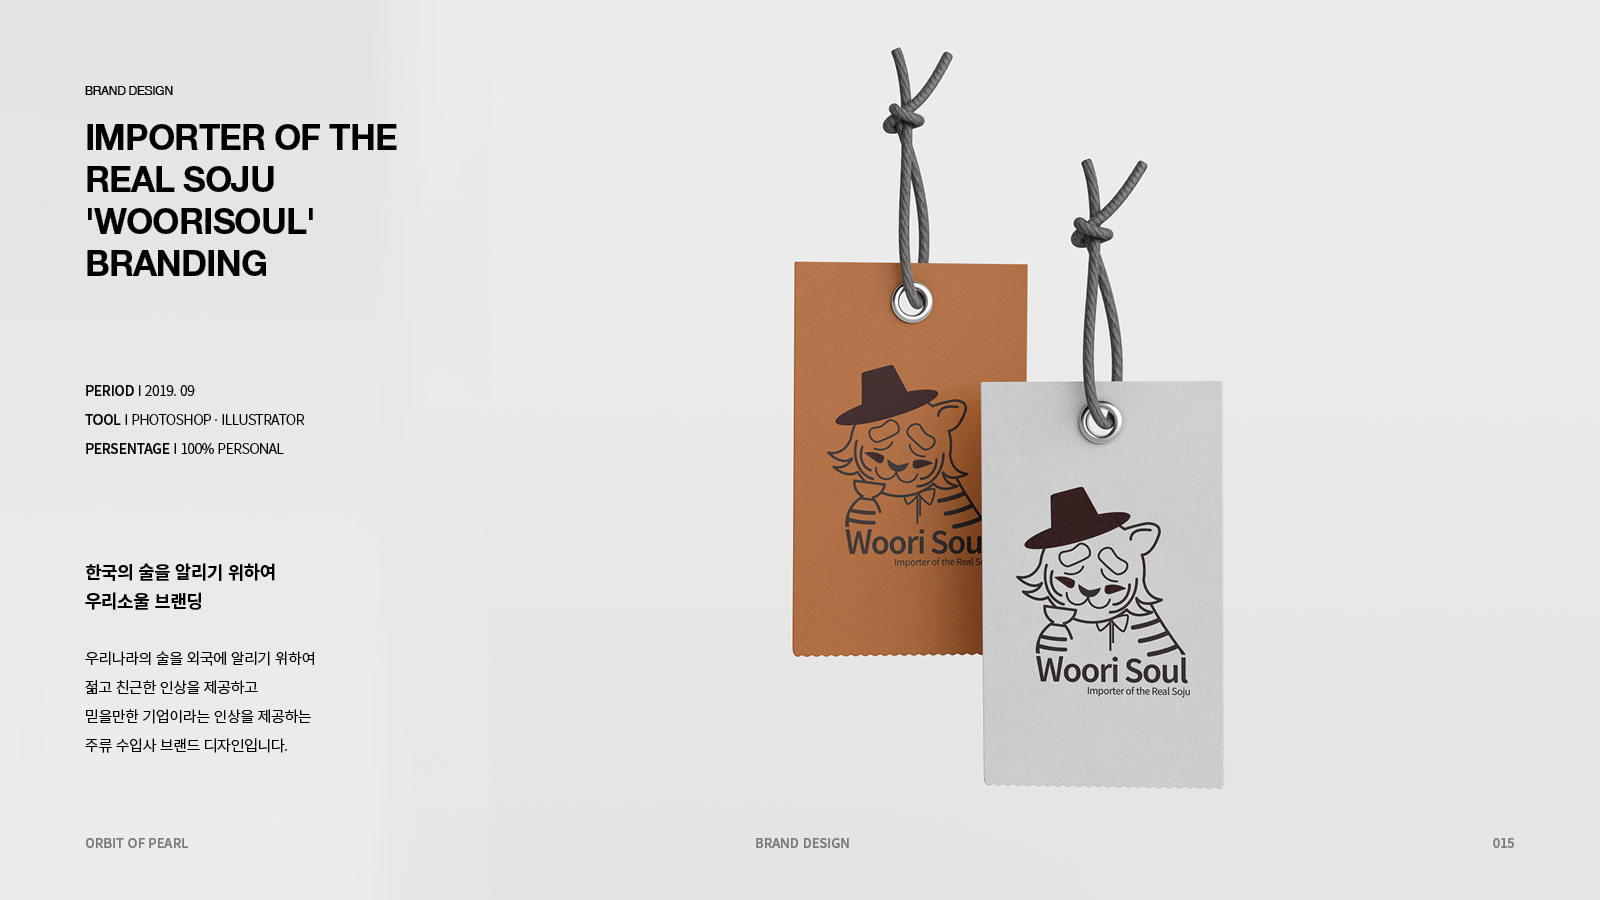 BRAND DESIGN
IMPORTER OF THE
REAL SOJU
'WOORISOUL'
BRANDING
PERIOD I 2019. 09
TOOL I PHOTOSHOP · ILLUSTRATOR
PERSENTAGE I 100% PERSONAL
한국의 술을 알리기 위하여
우리소울 브랜딩
우리나라의 술을 외국에 알리기 위하여
젊고 친근한 인상을 제공하고
믿을만한 기업이라는 인상을 제공하는
주류 수입사 브랜드 디자인입니다.
Woori Sou
Importer of the Real S
Woori Soul
Importer of the Real Soju
ORBIT OF PEARL
BRAND DESIGN
015